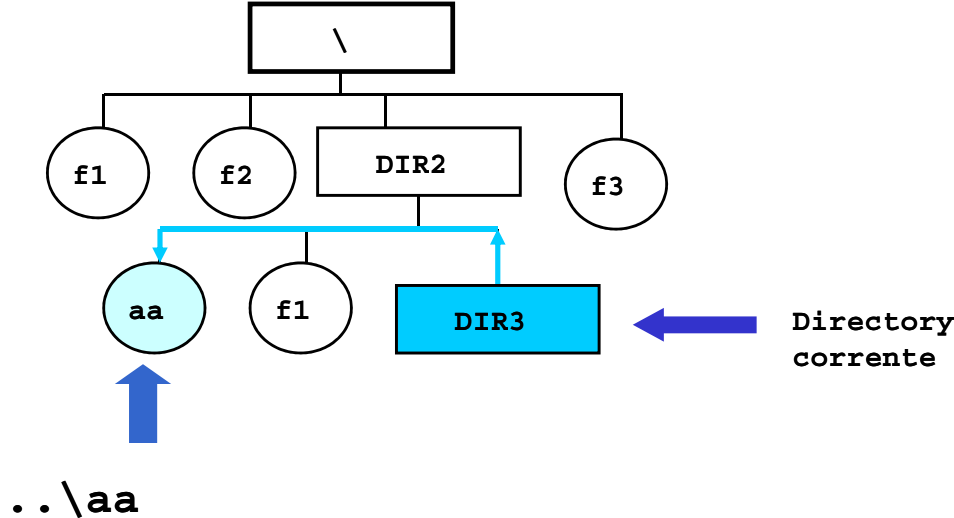 \
f1
f2
DIR2
f3
aa
f1
DIR3
Directory
corrente
..\aa